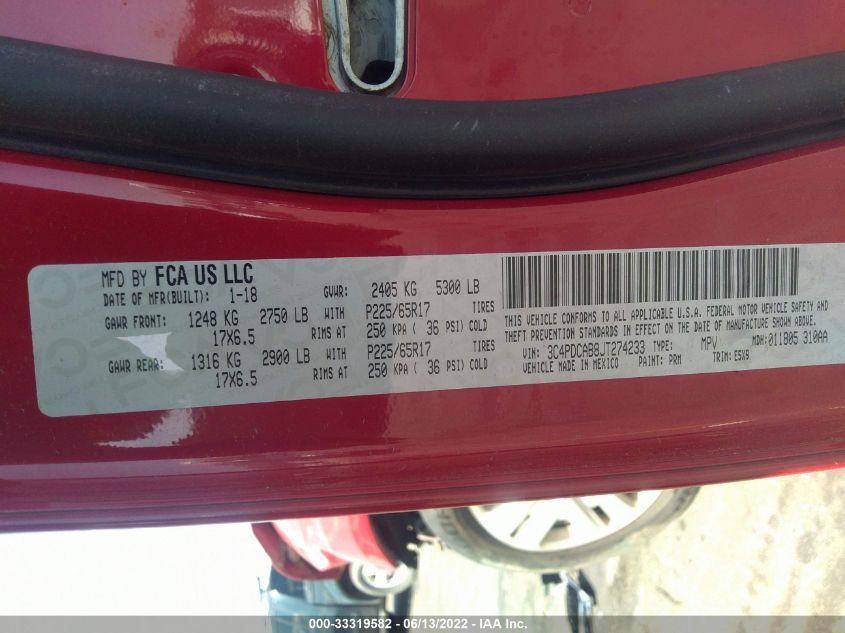 MFD BY FCA US LLC
DATE OF MFR(BUILT): 1-18 GVWR: 2405 KG 5300 LB
GAWR FRONT: 1248 KG 2750 LB WITH P225/65R17 TIRES
17X6.5 RIMS AT 250 KPA ( 36 PSI) COLD
GAWR REAR: 1316 KG 2900 LB WITH P225/65R17 TIRES
17X6.5 RIMS AT 250 KPA ( 36 PSI) COLD
THIS VEHICLE CONFORMS TO ALL APPLICABLE U.S.A. FEDERAL MOTOR VEHICLE SAFETY AND
THEFT PREVENTION STANDARDS IN EFFECT ON THE DATE OF MANUFACTURE SHOWN ABOVE.
VIN: 3C4PDCAB8JT274233 TYPE: MPV MDH: 011805 310AA
VEHICLE MADE IN MEXICO PAINT: PRM TRIM: E5X9
000-33319582 - 06/13/2022 - IAA Inc.